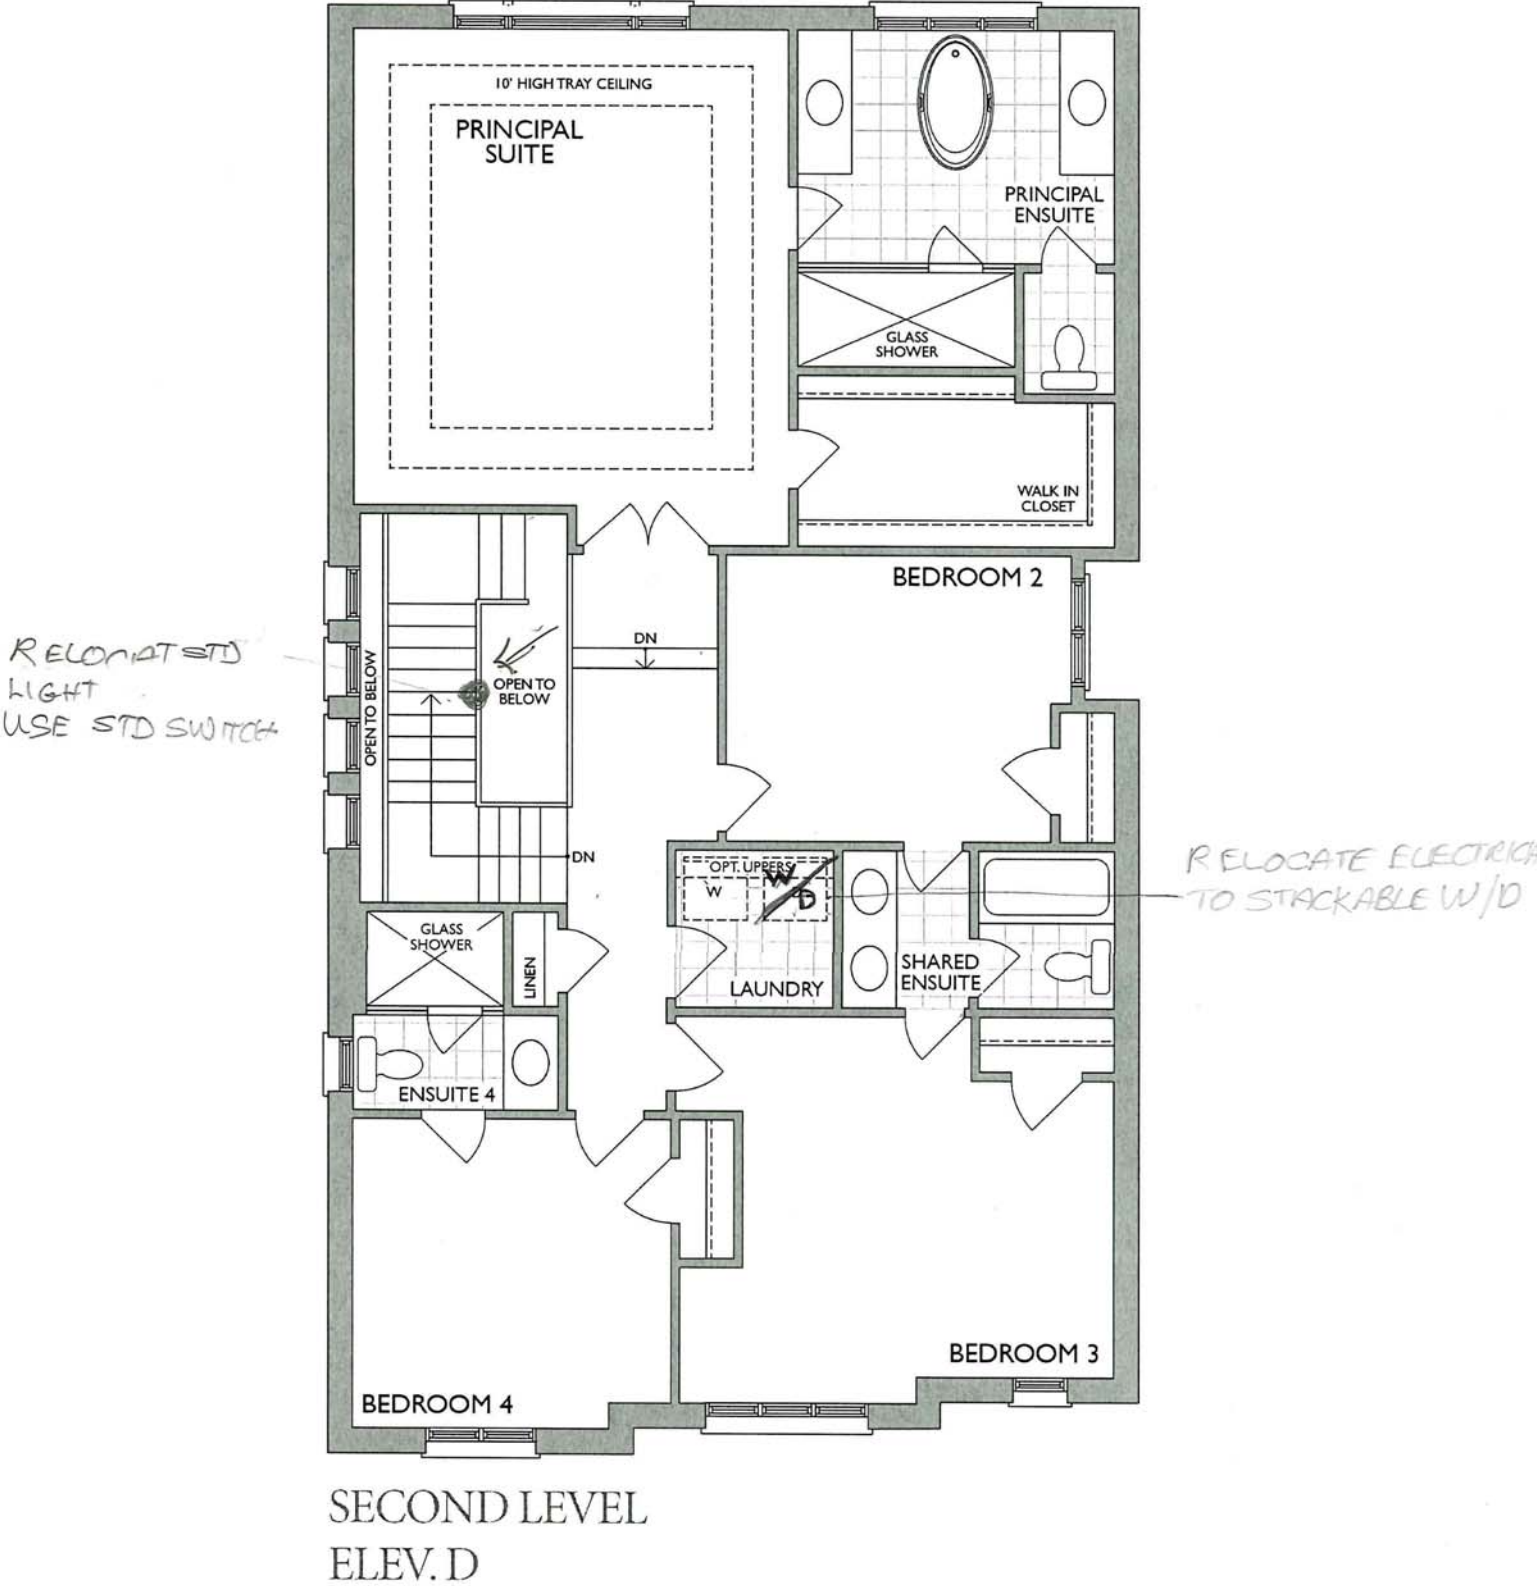 10' HIGH TRAY CEILING
PRINCIPAL
SUITE
PRINCIPAL
ENSUITE
GLASS
SHOWER
WALK IN
CLOSET
BEDROOM 2
DN
RELOCATSTD
LIGHT
USE STD SWITCH
OPEN TO BELOW
OPEN TO
BELOW
DN
OPT. UPPERS
W
W
D
RELOCATE ELECTRICA
TO STACKABLE W/D
GLASS
SHOWER
LINEN
LAUNDRY
SHARED
ENSUITE
ENSUITE 4
BEDROOM 3
BEDROOM 4
SECOND LEVEL
ELEV. D